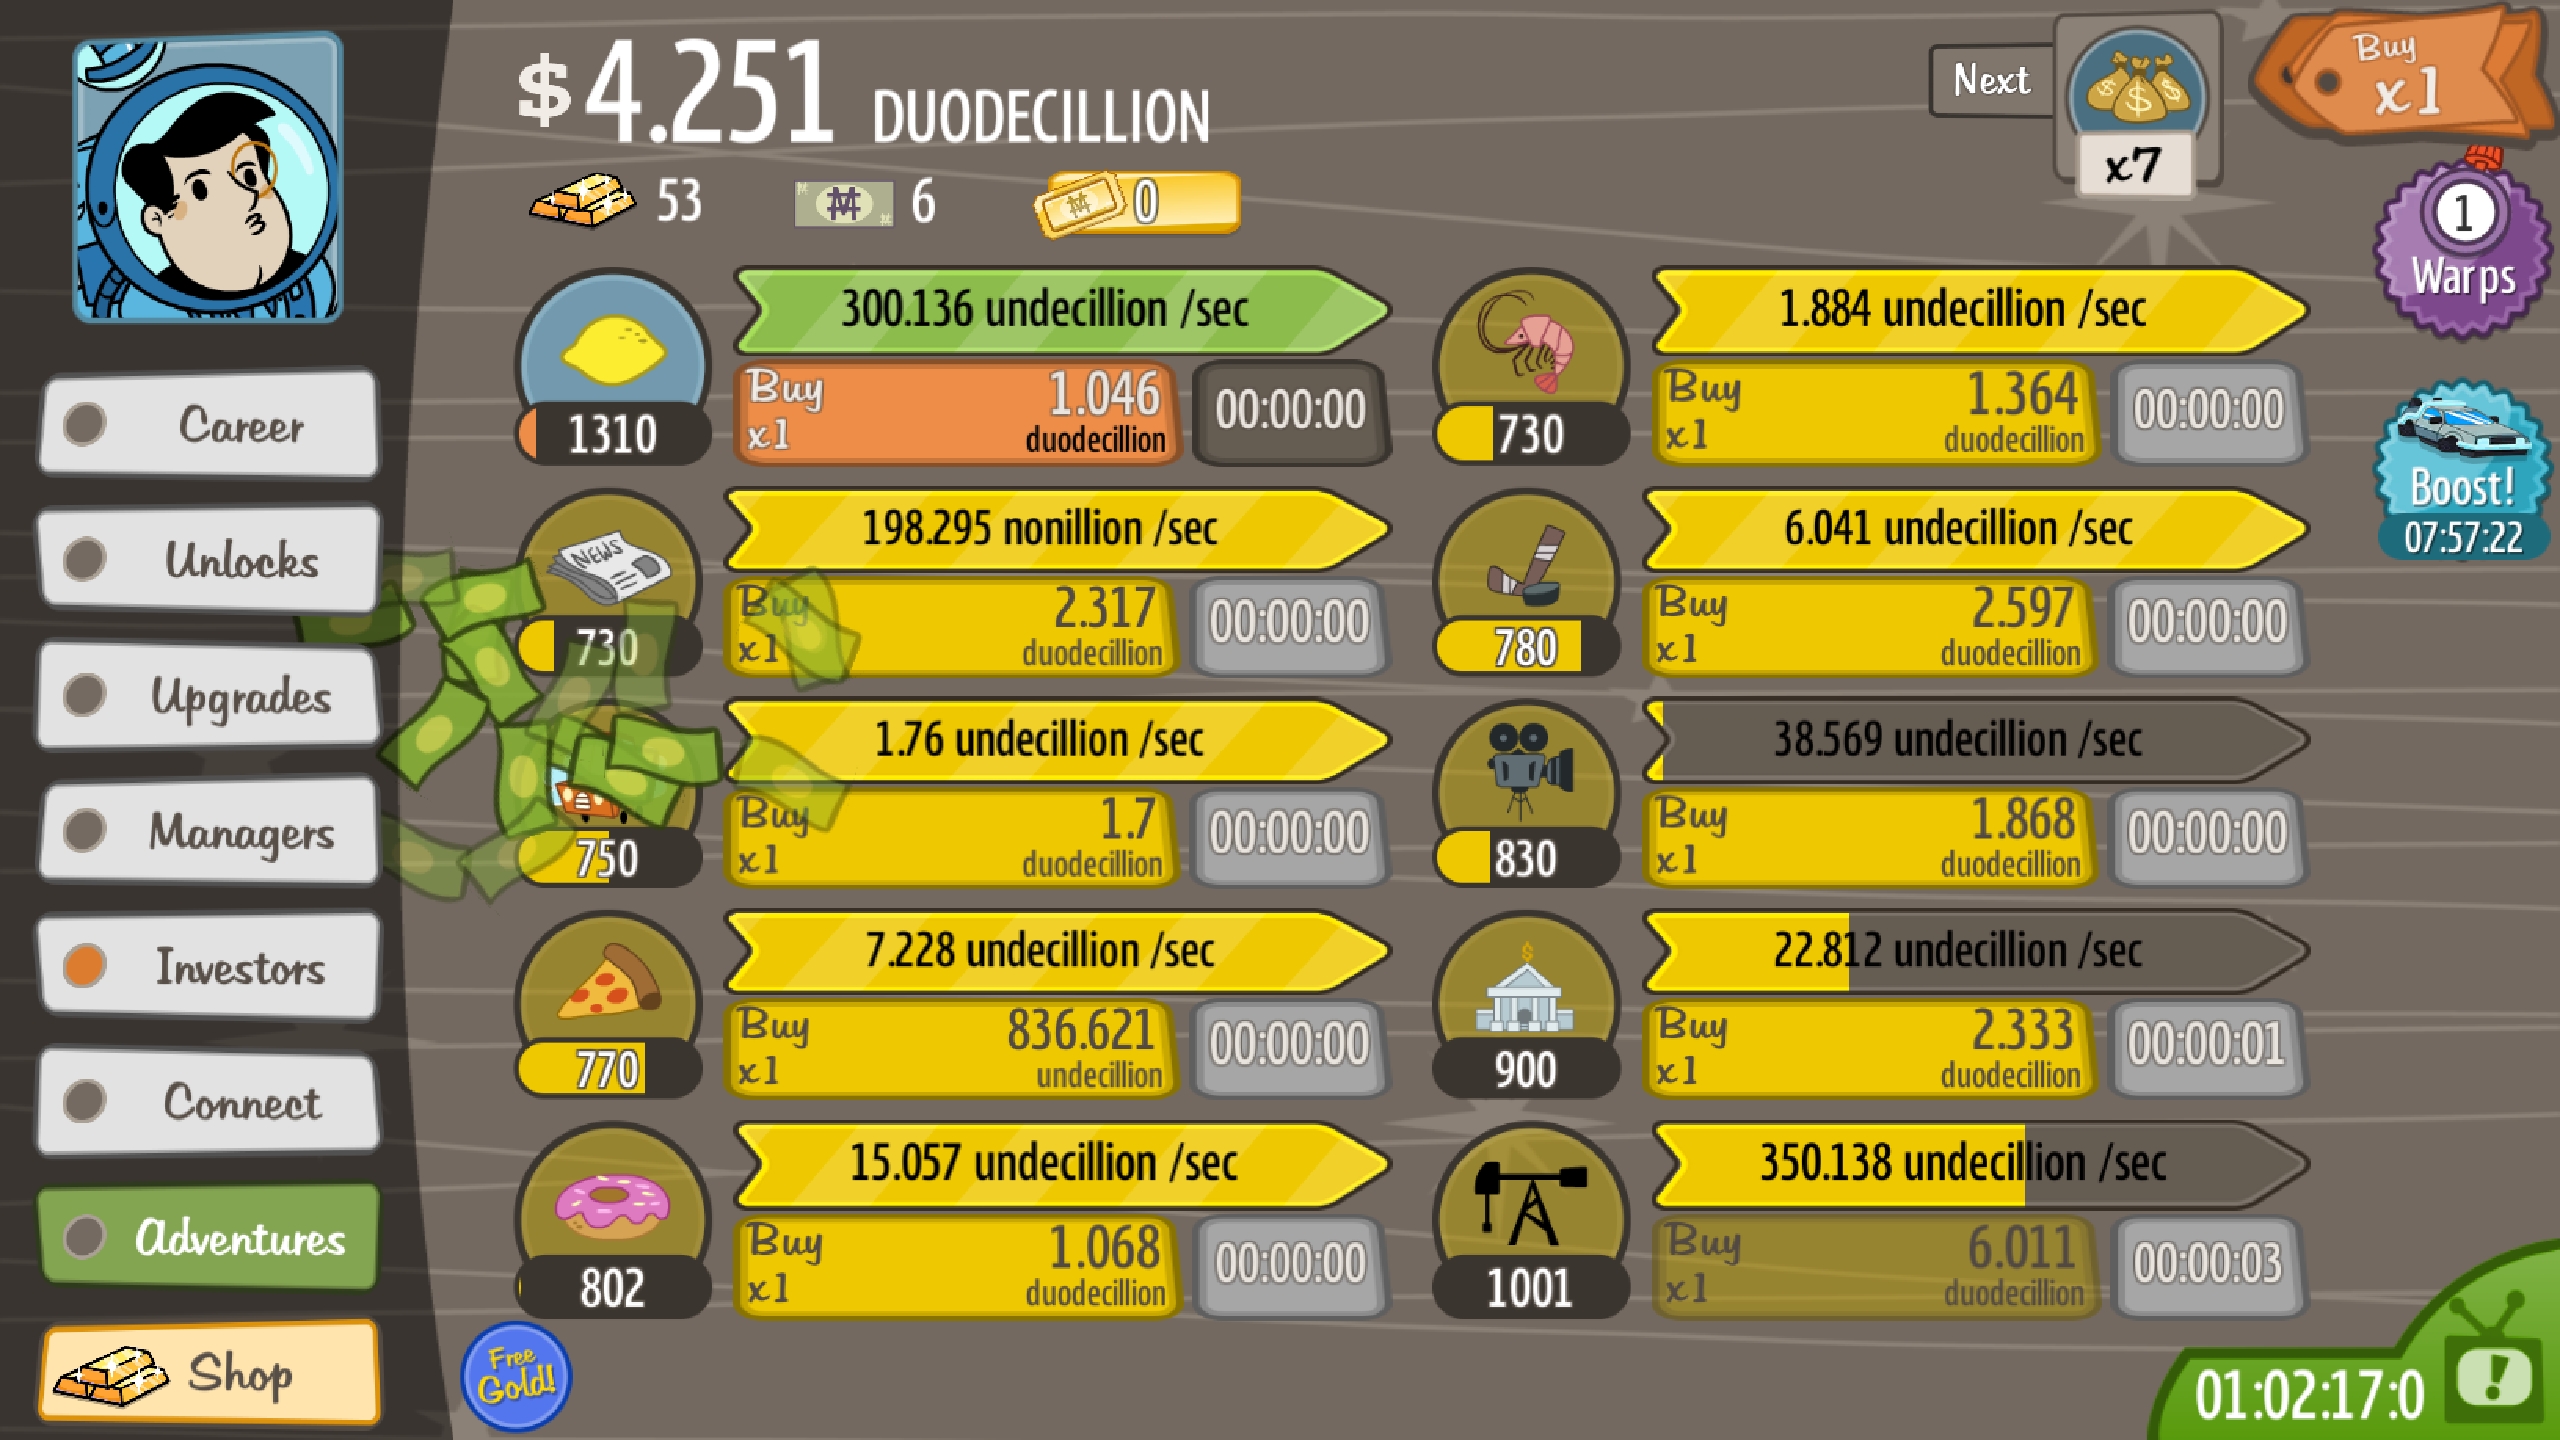 $4.251 DUODECILLION
Next
x7
Buy
x1
53
6
0
1
Warps
Boost!
07:57:22
Career
Unlocks
Upgrades
Managers
Investors
Connect
Adventures
Shop
1310
300.136 undecillion /sec
Buy
x1
1.046
duodecillion
00:00:00
730
1.884 undecillion /sec
Buy
x1
1.364
duodecillion
00:00:00
NEWS
730
198.295 nonillion /sec
Buy
x1
2.317
duodecillion
00:00:00
780
6.041 undecillion /sec
Buy
x1
2.597
duodecillion
00:00:00
750
1.76 undecillion /sec
Buy
x1
1.7
duodecillion
00:00:00
830
38.569 undecillion /sec
Buy
x1
1.868
duodecillion
00:00:00
770
7.228 undecillion /sec
Buy
x1
836.621
undecillion
00:00:00
900
22.812 undecillion /sec
Buy
x1
2.333
duodecillion
00:00:01
802
15.057 undecillion /sec
Buy
x1
1.068
duodecillion
00:00:00
1001
350.138 undecillion /sec
Buy
x1
6.011
duodecillion
00:00:03
Free
Gold!
01:02:17:0